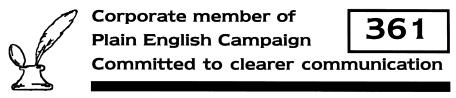 Corporate member of
Plain English Campaign
Committed to clearer communication
361